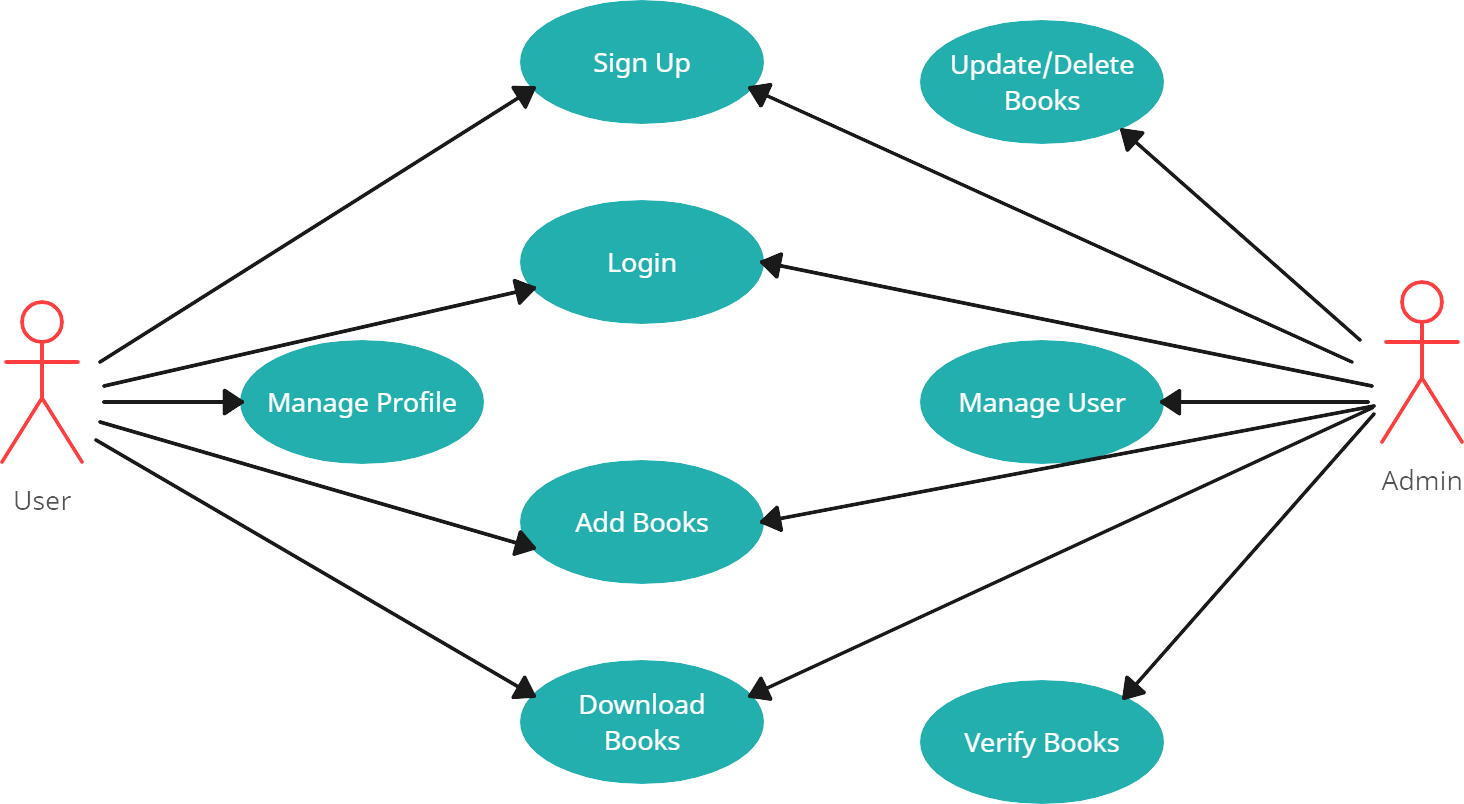 Sign Up
Update/Delete
Books
Login
Manage Profile
Manage User
User
Admin
Add Books
Download
Books
Verify Books